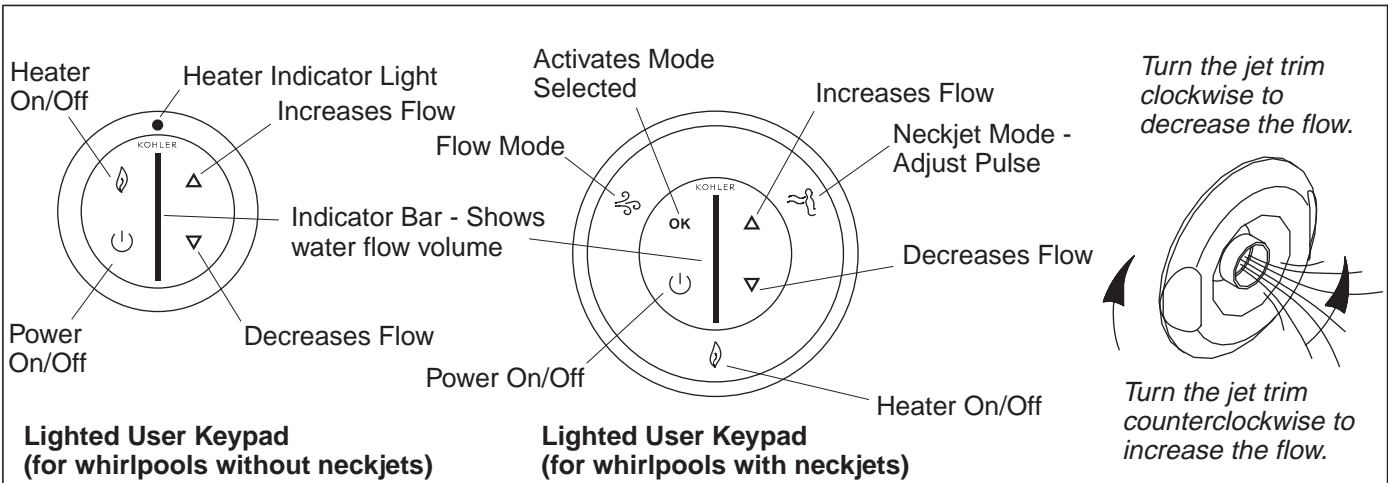 Heater
On/Off
Heater Indicator Light
Increases Flow
KOHLER
Indicator Bar - Shows
water flow volume
Power
On/Off
Decreases Flow
Lighted User Keypad
(for whirlpools without neckjets)
Activates Mode
Selected
Increases Flow
Flow Mode
Neckjet Mode -
Adjust Pulse
KOHLER
OK
Decreases Flow
Power On/Off
Heater On/Off
Lighted User Keypad
(for whirlpools with neckjets)
Turn the jet trim
clockwise to
decrease the flow.
Turn the jet trim
counterclockwise to
increase the flow.